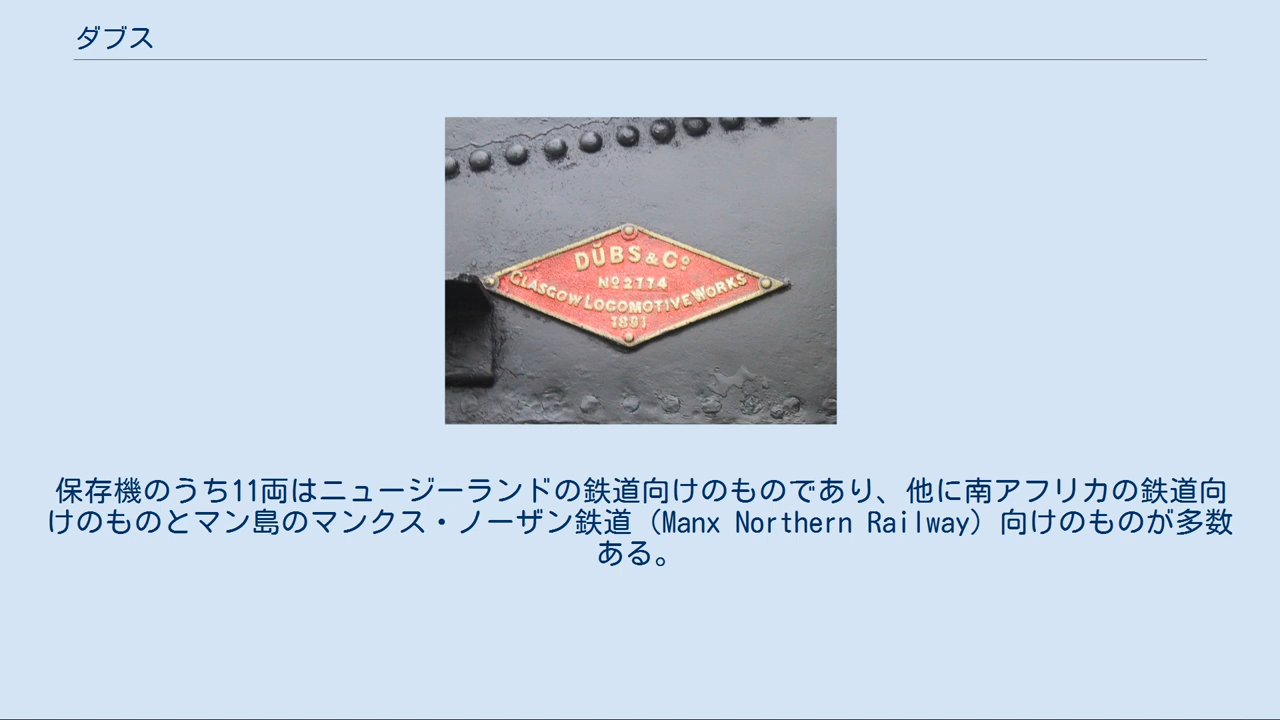 ダブス
DÜBS & Cº
Nº 2774
GLASGOW LOCOMOTIVE WORKS
1891
保存機のうち11両はニュージーランドの鉄道向けのものであり、他に南アフリカの鉄道向
けのものとマン島のマンクス・ノーザン鉄道（Manx Northern Railway）向けのものが多数
ある。